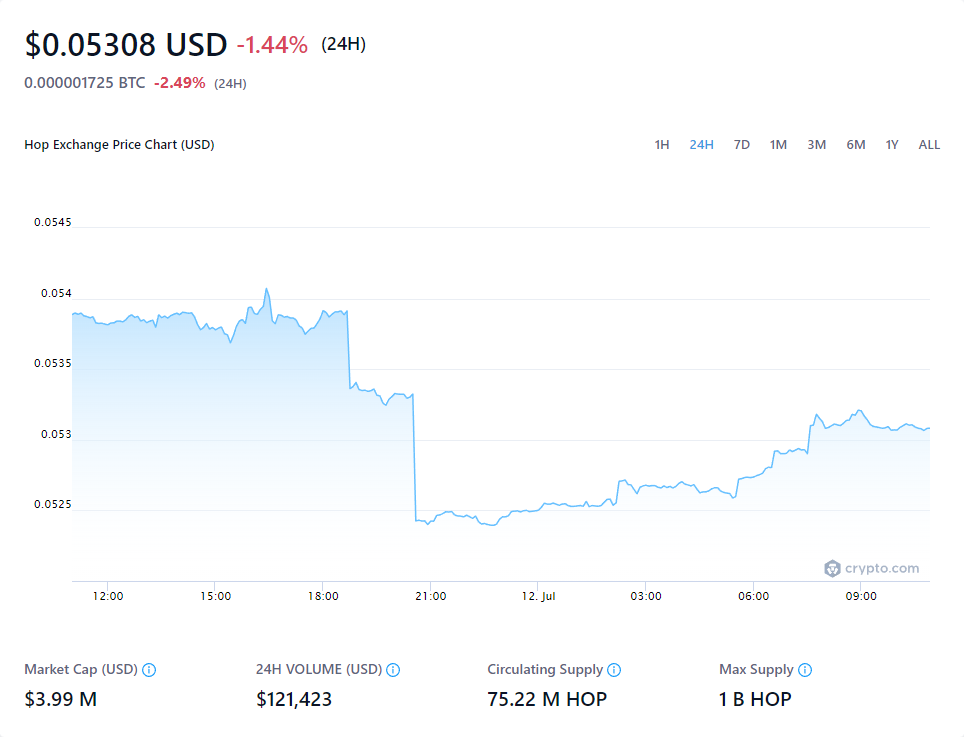 $0.05308 USD -1.44% (24H)
0.000001725 BTC -2.49% (24H)
Hop Exchange Price Chart (USD) 1H 24H 7D 1M 3M 6M 1Y ALL
0.0545
0.054
0.0535
0.053
0.0525
crypto.com
12:00 15:00 18:00 21:00 12. Jul 03:00 06:00 09:00
Market Cap (USD) 24H VOLUME (USD) Circulating Supply Max Supply
$3.99 M $121,423 75.22 M HOP 1 B HOP